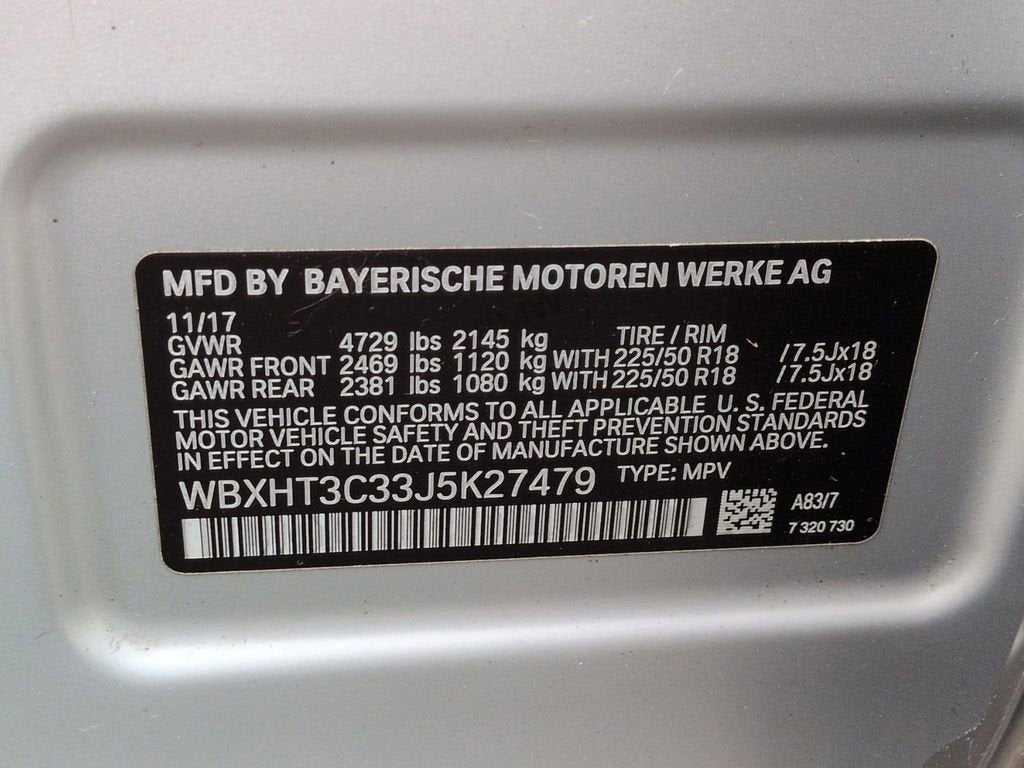 MFD BY BAYERISCHE MOTOREN WERKE AG
11/17
GVWR 4729 lbs 2145 kg TIRE / RIM
GAWR FRONT 2469 lbs 1120 kg WITH 225/50 R18 /7.5Jx18
GAWR REAR 2381 lbs 1080 kg WITH 225/50 R18 /7.5Jx18
THIS VEHICLE CONFORMS TO ALL APPLICABLE U. S. FEDERAL
MOTOR VEHICLE SAFETY AND THEFT PREVENTION STANDARDS
IN EFFECT ON THE DATE OF MANUFACTURE SHOWN ABOVE.
WBXHT3C33J5K27479 TYPE: MPV
A83/7
7 320 730